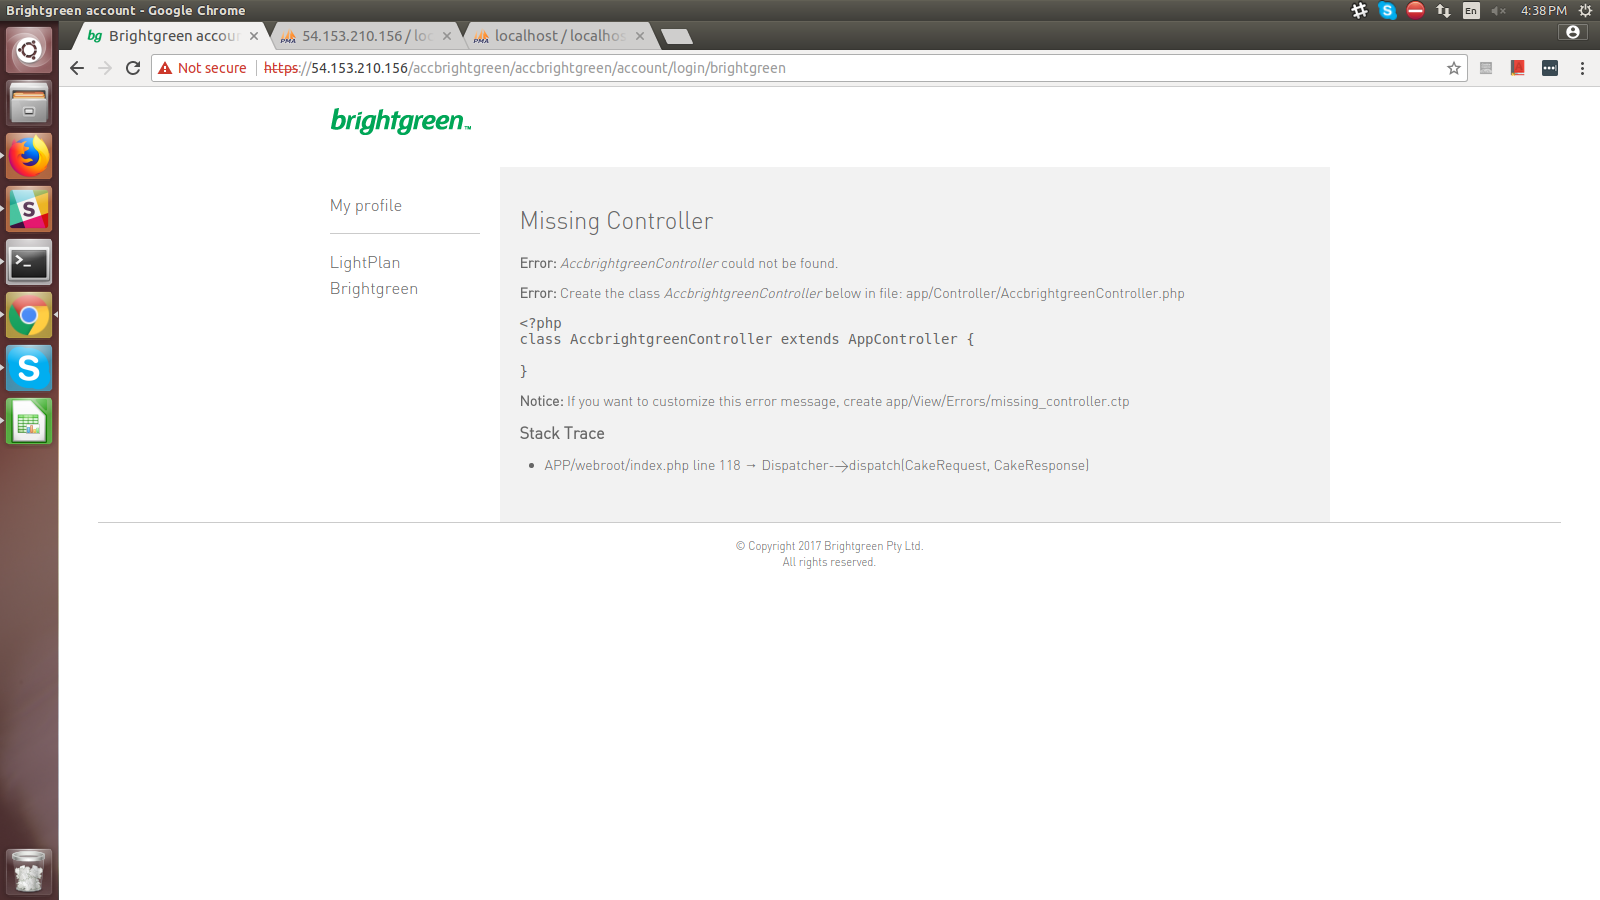 Brightgreen account - Google Chrome
En
4:38 PM
bg Brightgreen accou
PMA 54.153.210.156 / loc
PMA localhost / localhos
Not secure https://54.153.210.156/accbrightgreen/accbrightgreen/account/login/brightgreen
brightgreen™
My profile
LightPlan
Brightgreen
Missing Controller
Error: AccbrightgreenController could not be found.
Error: Create the class AccbrightgreenController below in file: app/Controller/AccbrightgreenController.php
<?php
class AccbrightgreenController extends AppController {
}
Notice: If you want to customize this error message, create app/View/Errors/missing_controller.ctp
Stack Trace
• APP/webroot/index.php line 118 → Dispatcher->dispatch(CakeRequest, CakeResponse)
© Copyright 2017 Brightgreen Pty Ltd.
All rights reserved.